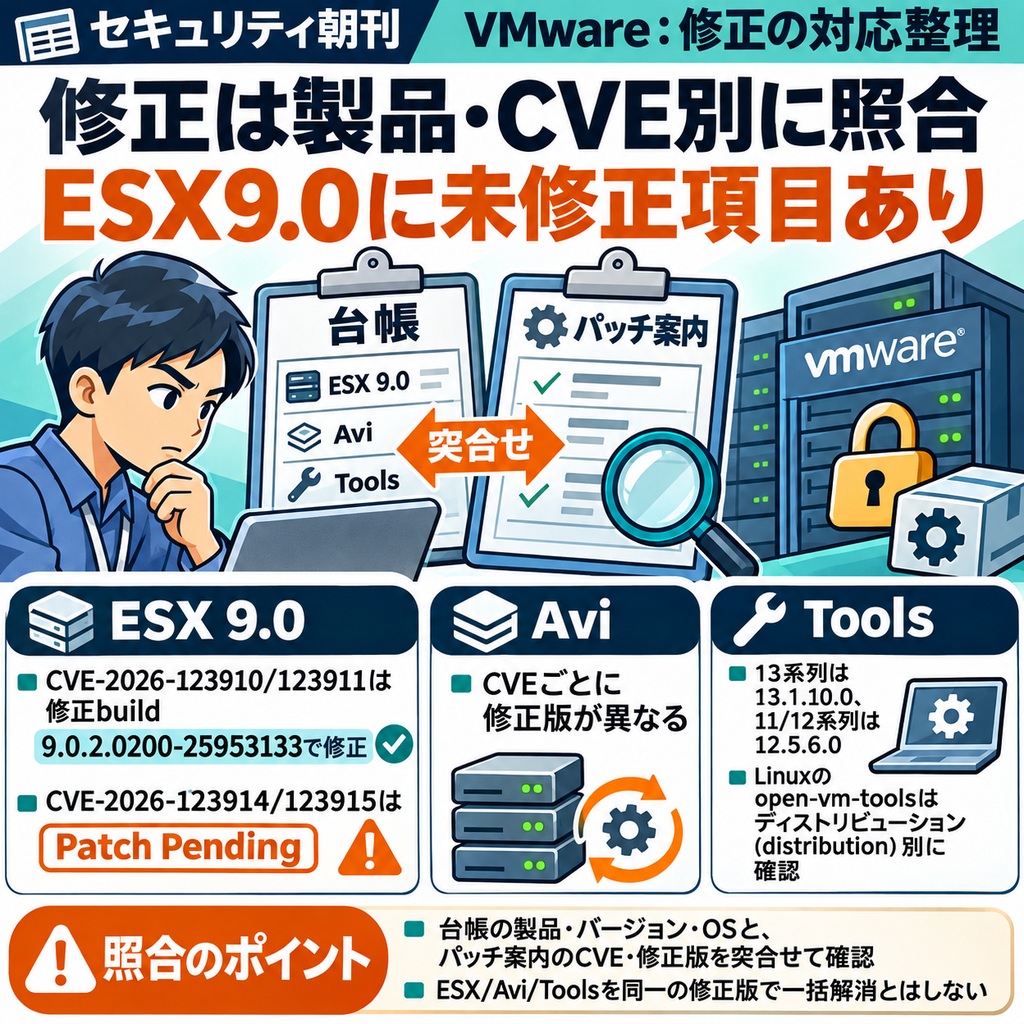 セキュリティ朝刊
VMware：修正の対応整理
修正は製品・CVE別に照合
ESX9.0に未修正項目あり
台帳
ESX 9.0
Avi
Tools
突合せ
パッチ案内
vmware®
ESX 9.0
CVE-2026-123910/123911は
修正build
9.0.2.0200-25953133で修正
CVE-2026-123914/123915は
Patch Pending
Avi
CVEごとに
修正版が異なる
Tools
13系列は
13.1.10.0、
11/12系列は
12.5.6.0
Linuxの
open-vm-toolsは
ディストリビューション
(distribution) 別に
確認
照合のポイント
台帳の製品・バージョン・OSと、
パッチ案内のCVE・修正版を突合せて確認
ESX/Avi/Toolsを同一の修正版で一括解消とはしない